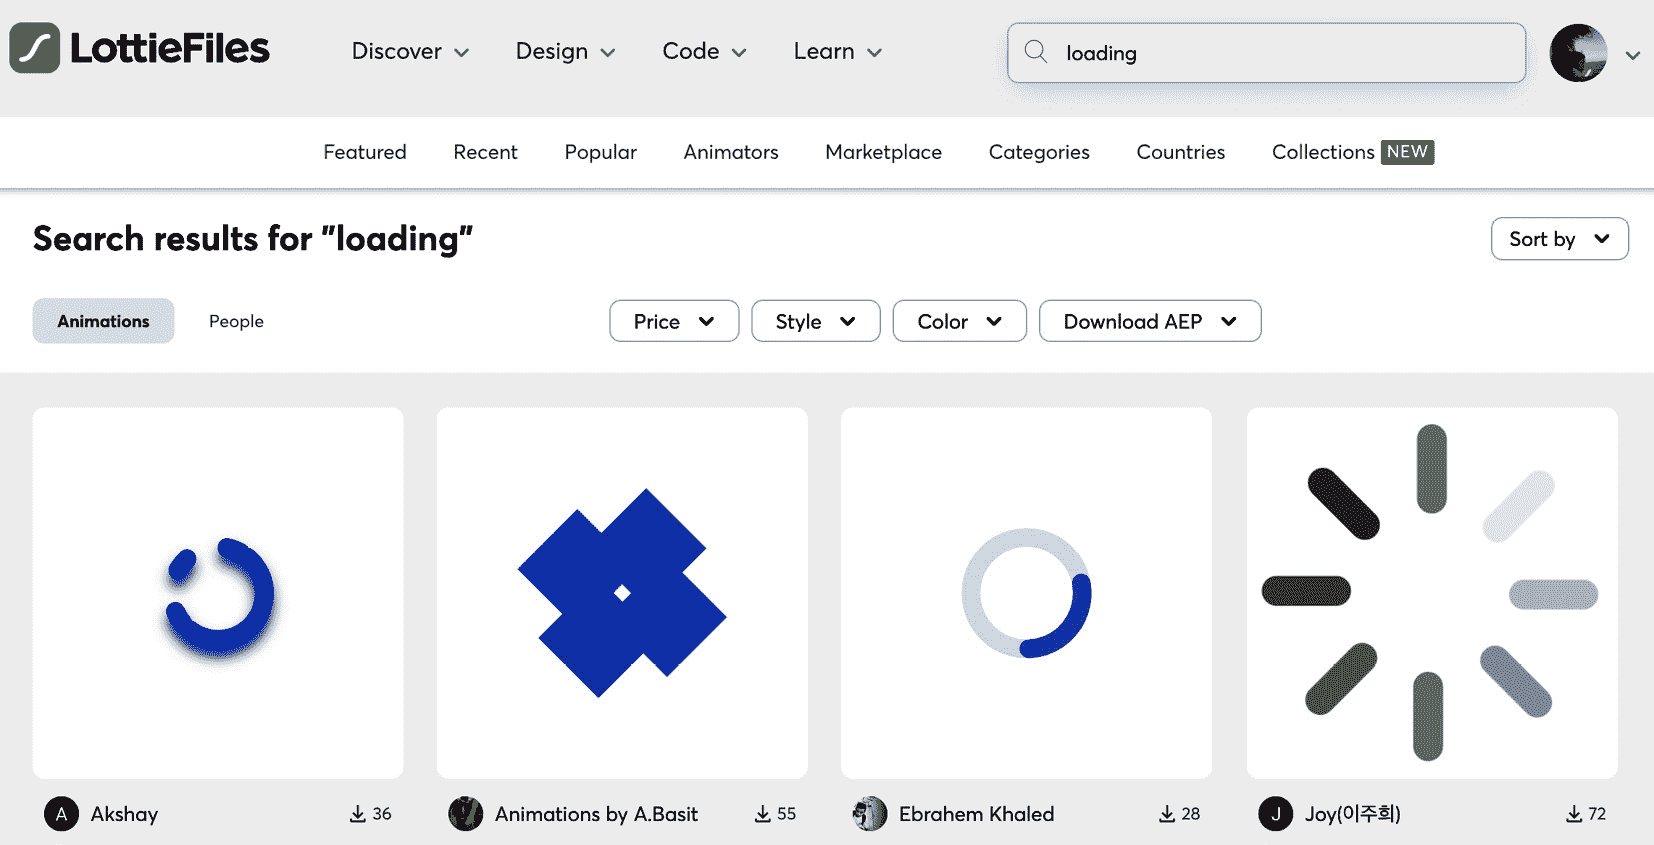 LottieFiles Discover Design Code Learn loading
Featured Recent Popular Animators Marketplace Categories Countries Collections NEW
Search results for "loading" Sort by
Animations People Price Style Color Download AEP
A Akshay 36 Animations by A.Basit 55 Ebrahem Khaled 28 J Joy(이주희) 72